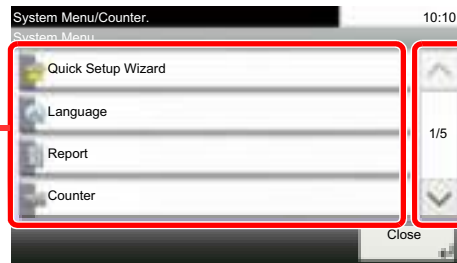 System Menu/Counter.
10:10
System Menu
Quick Setup Wizard
Language
1/5
Report
Counter
Close